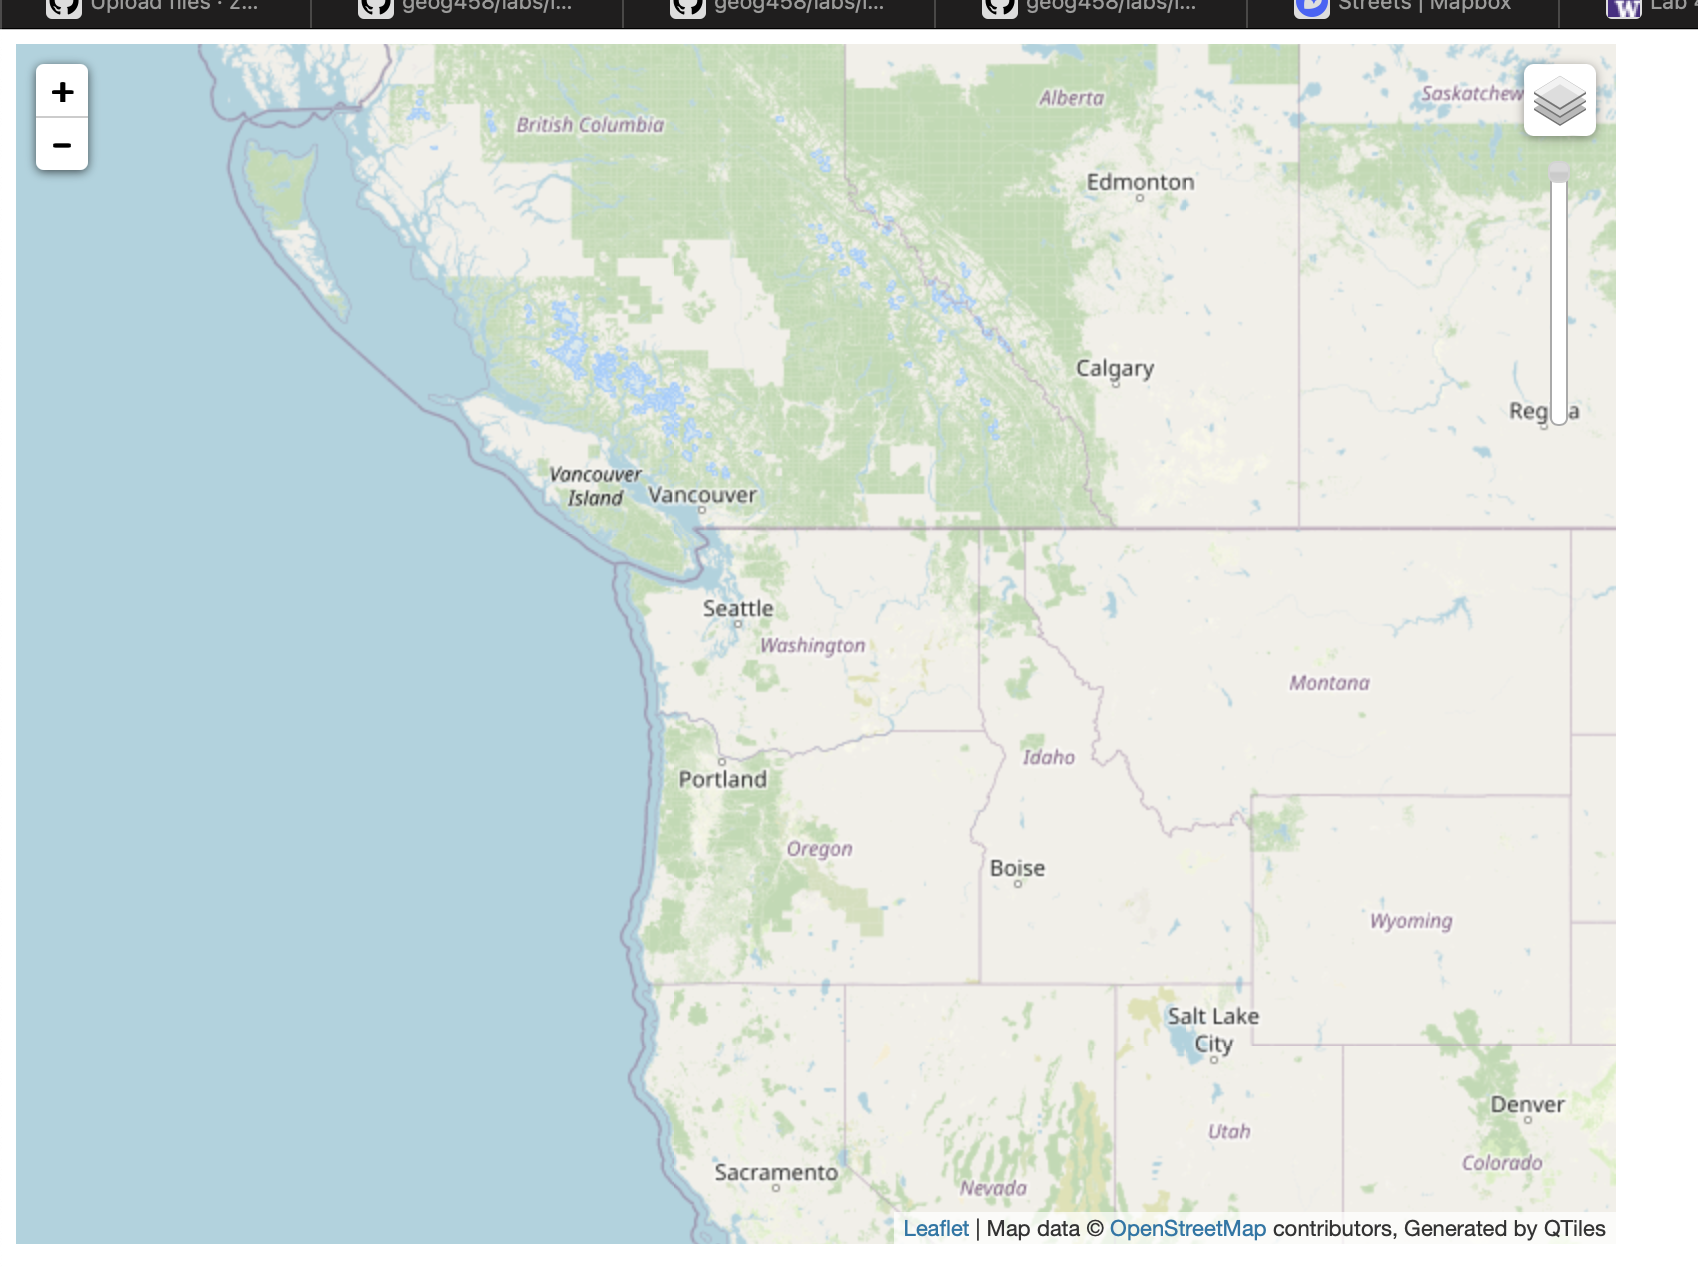 Upload files · z...
geog458/labs/l...
geog458/labs/l...
geog458/labs/l...
Streets | Mapbox
Lab
+
−
British Columbia
Alberta
Saskatchew
Edmonton
Calgary
Reg a
Vancouver
Island
Vancouver
Seattle
Washington
Montana
Portland
Idaho
Oregon
Boise
Wyoming
Salt Lake
City
Denver
Utah
Colorado
Sacramento
Nevada
Leaflet | Map data © OpenStreetMap contributors, Generated by QTiles